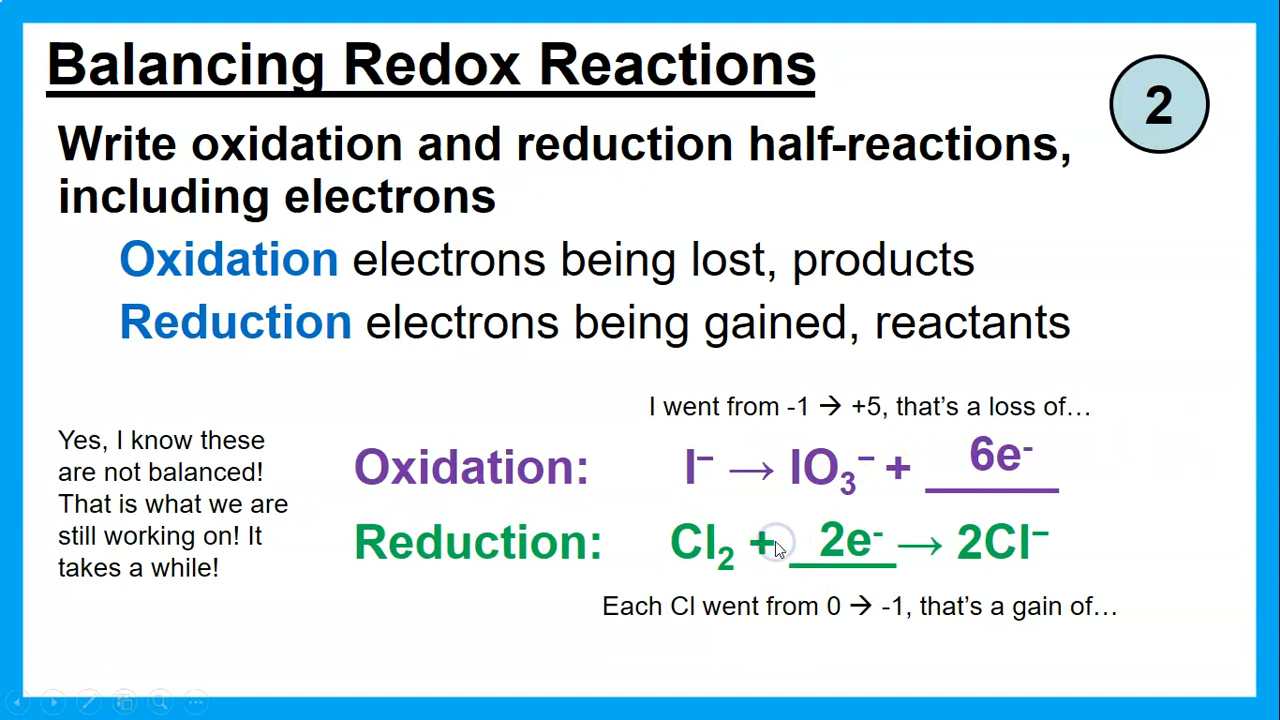 Balancing Redox Reactions
2
Write oxidation and reduction half-reactions,
including electrons
Oxidation electrons being lost, products
Reduction electrons being gained, reactants
I went from -1 → +5, that's a loss of…
Yes, I know these
are not balanced!
That is what we are
still working on! It
takes a while!
Oxidation: I⁻ → IO₃⁻ + 6e⁻
Reduction: Cl₂ + 2e⁻ → 2Cl⁻
Each Cl went from 0 → -1, that's a gain of…